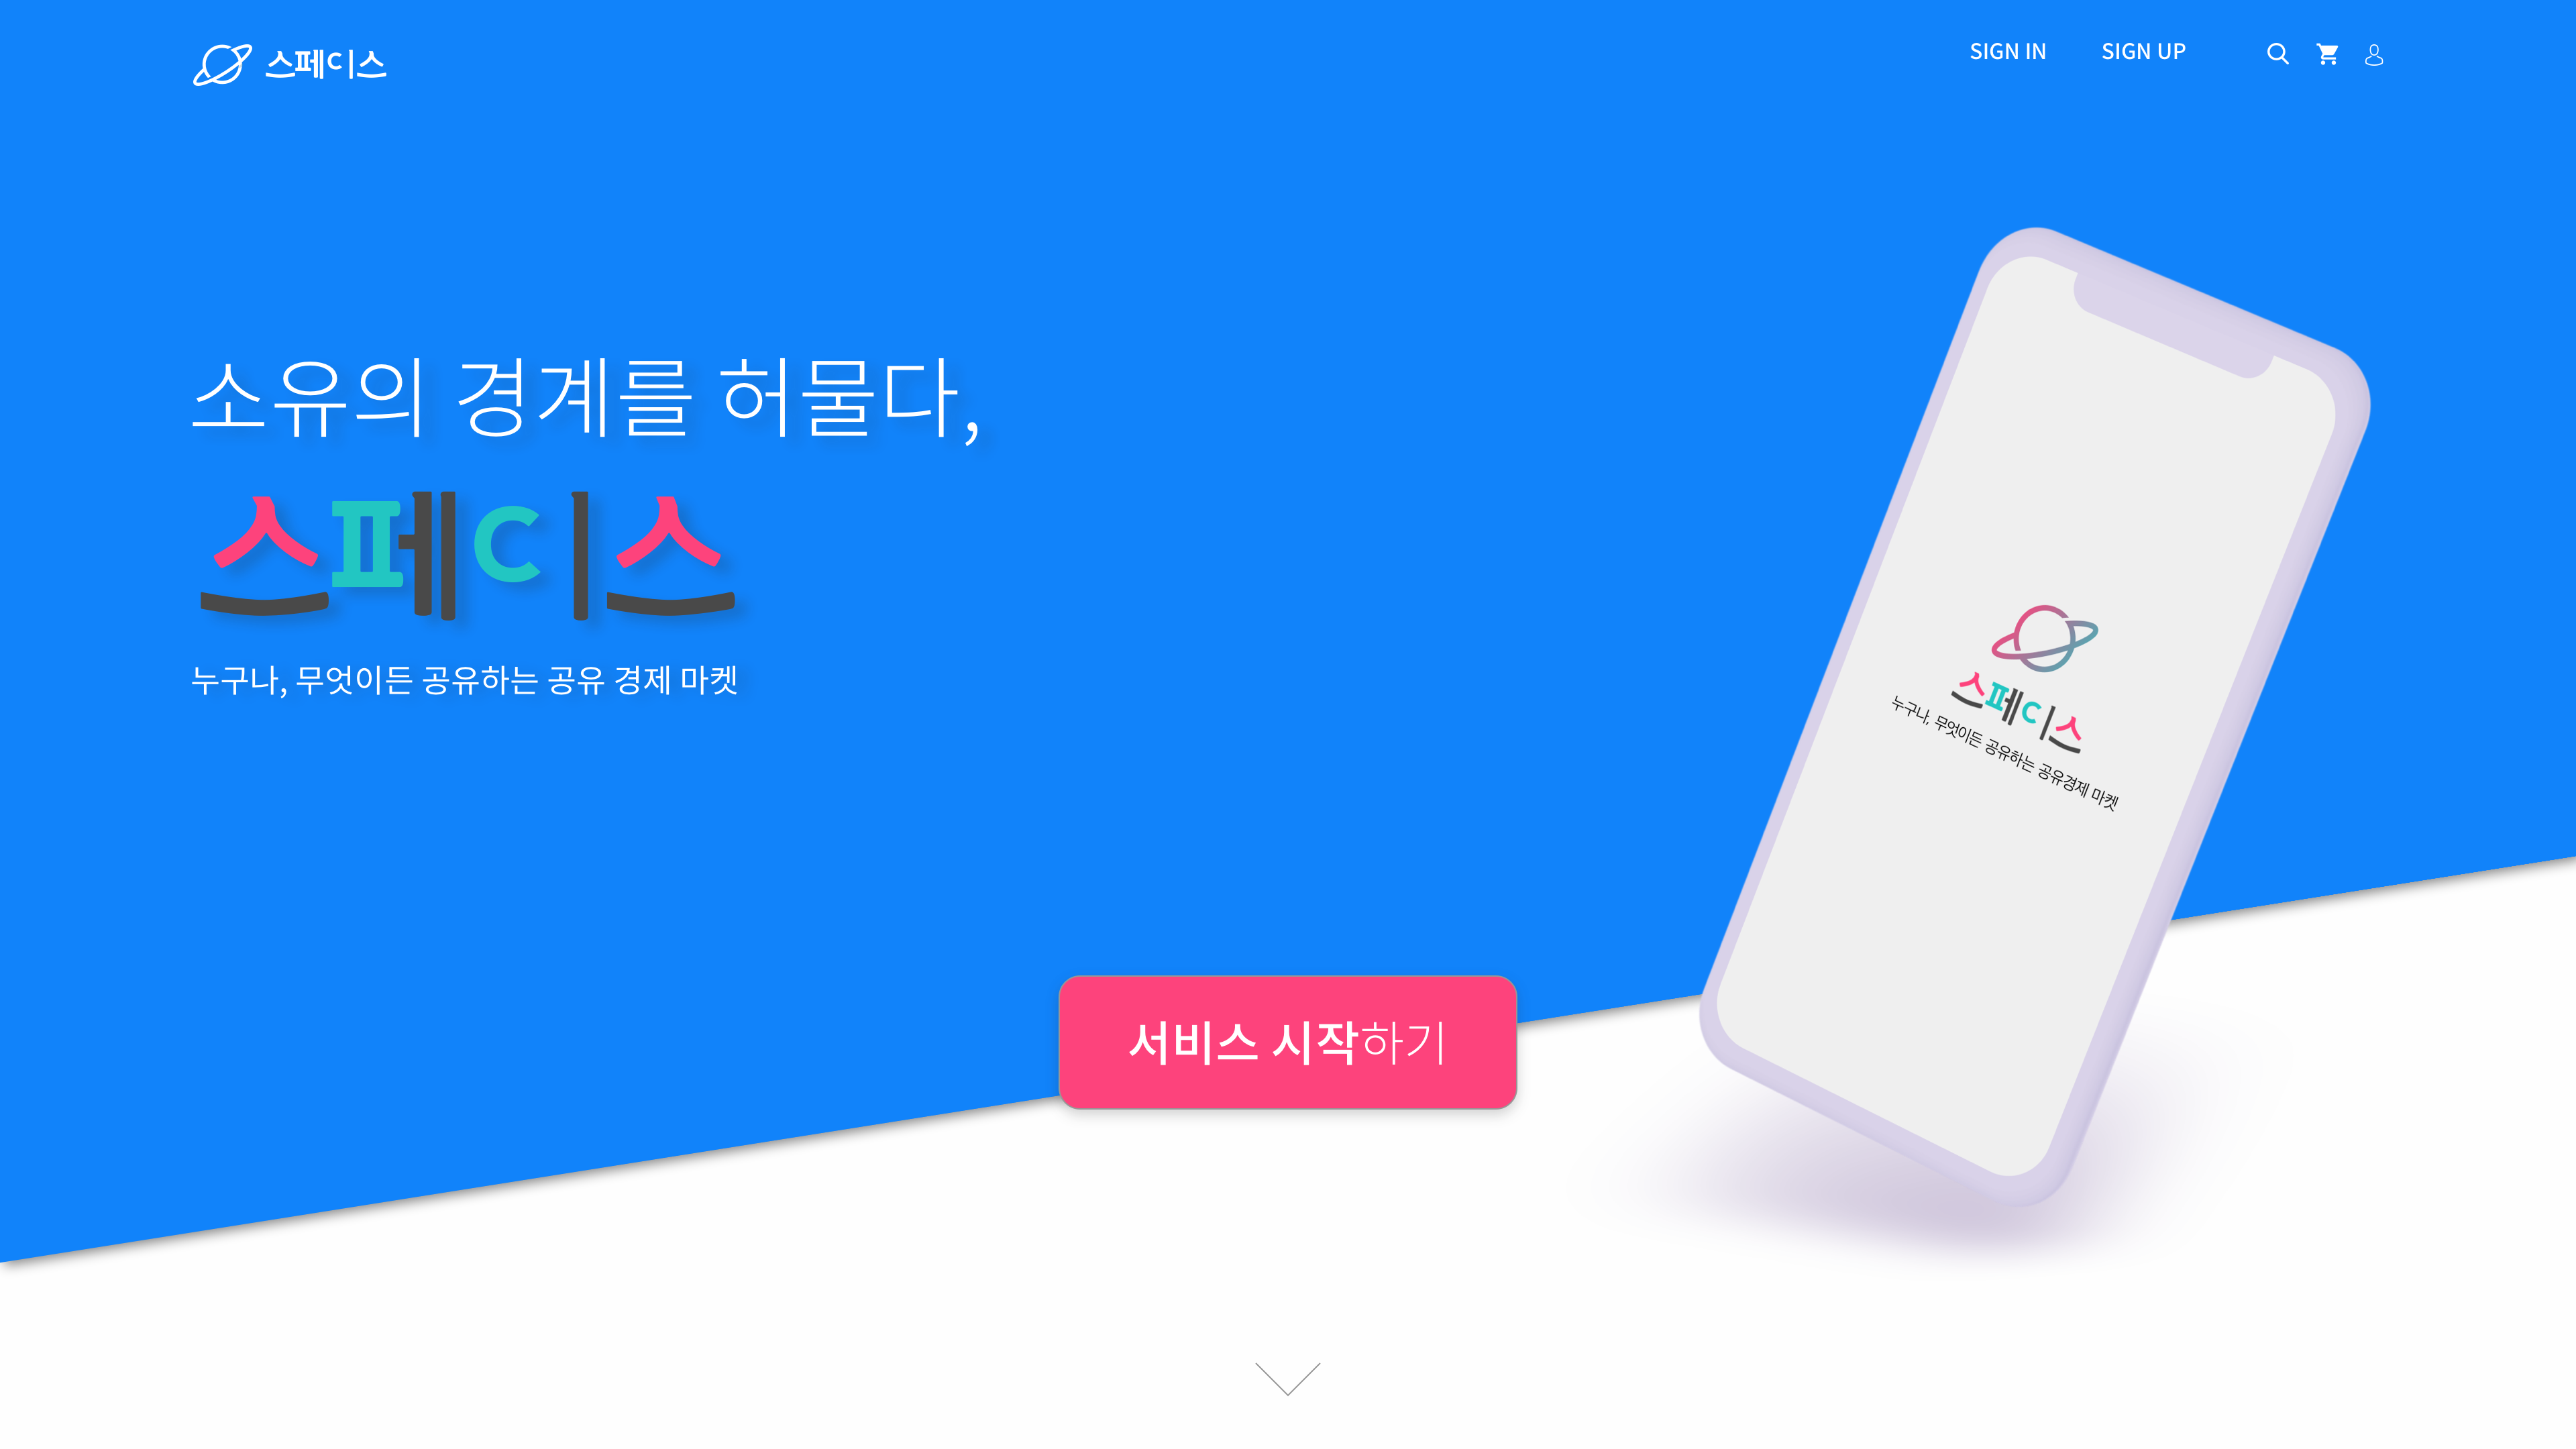 스페이스
SIGN IN
SIGN UP
소유의 경계를 허물다,
스페이스
누구나, 무엇이든 공유하는 공유 경제 마켓
스페이스
누구나, 무엇이든 공유하는 공유경제 마켓
서비스 시작하기